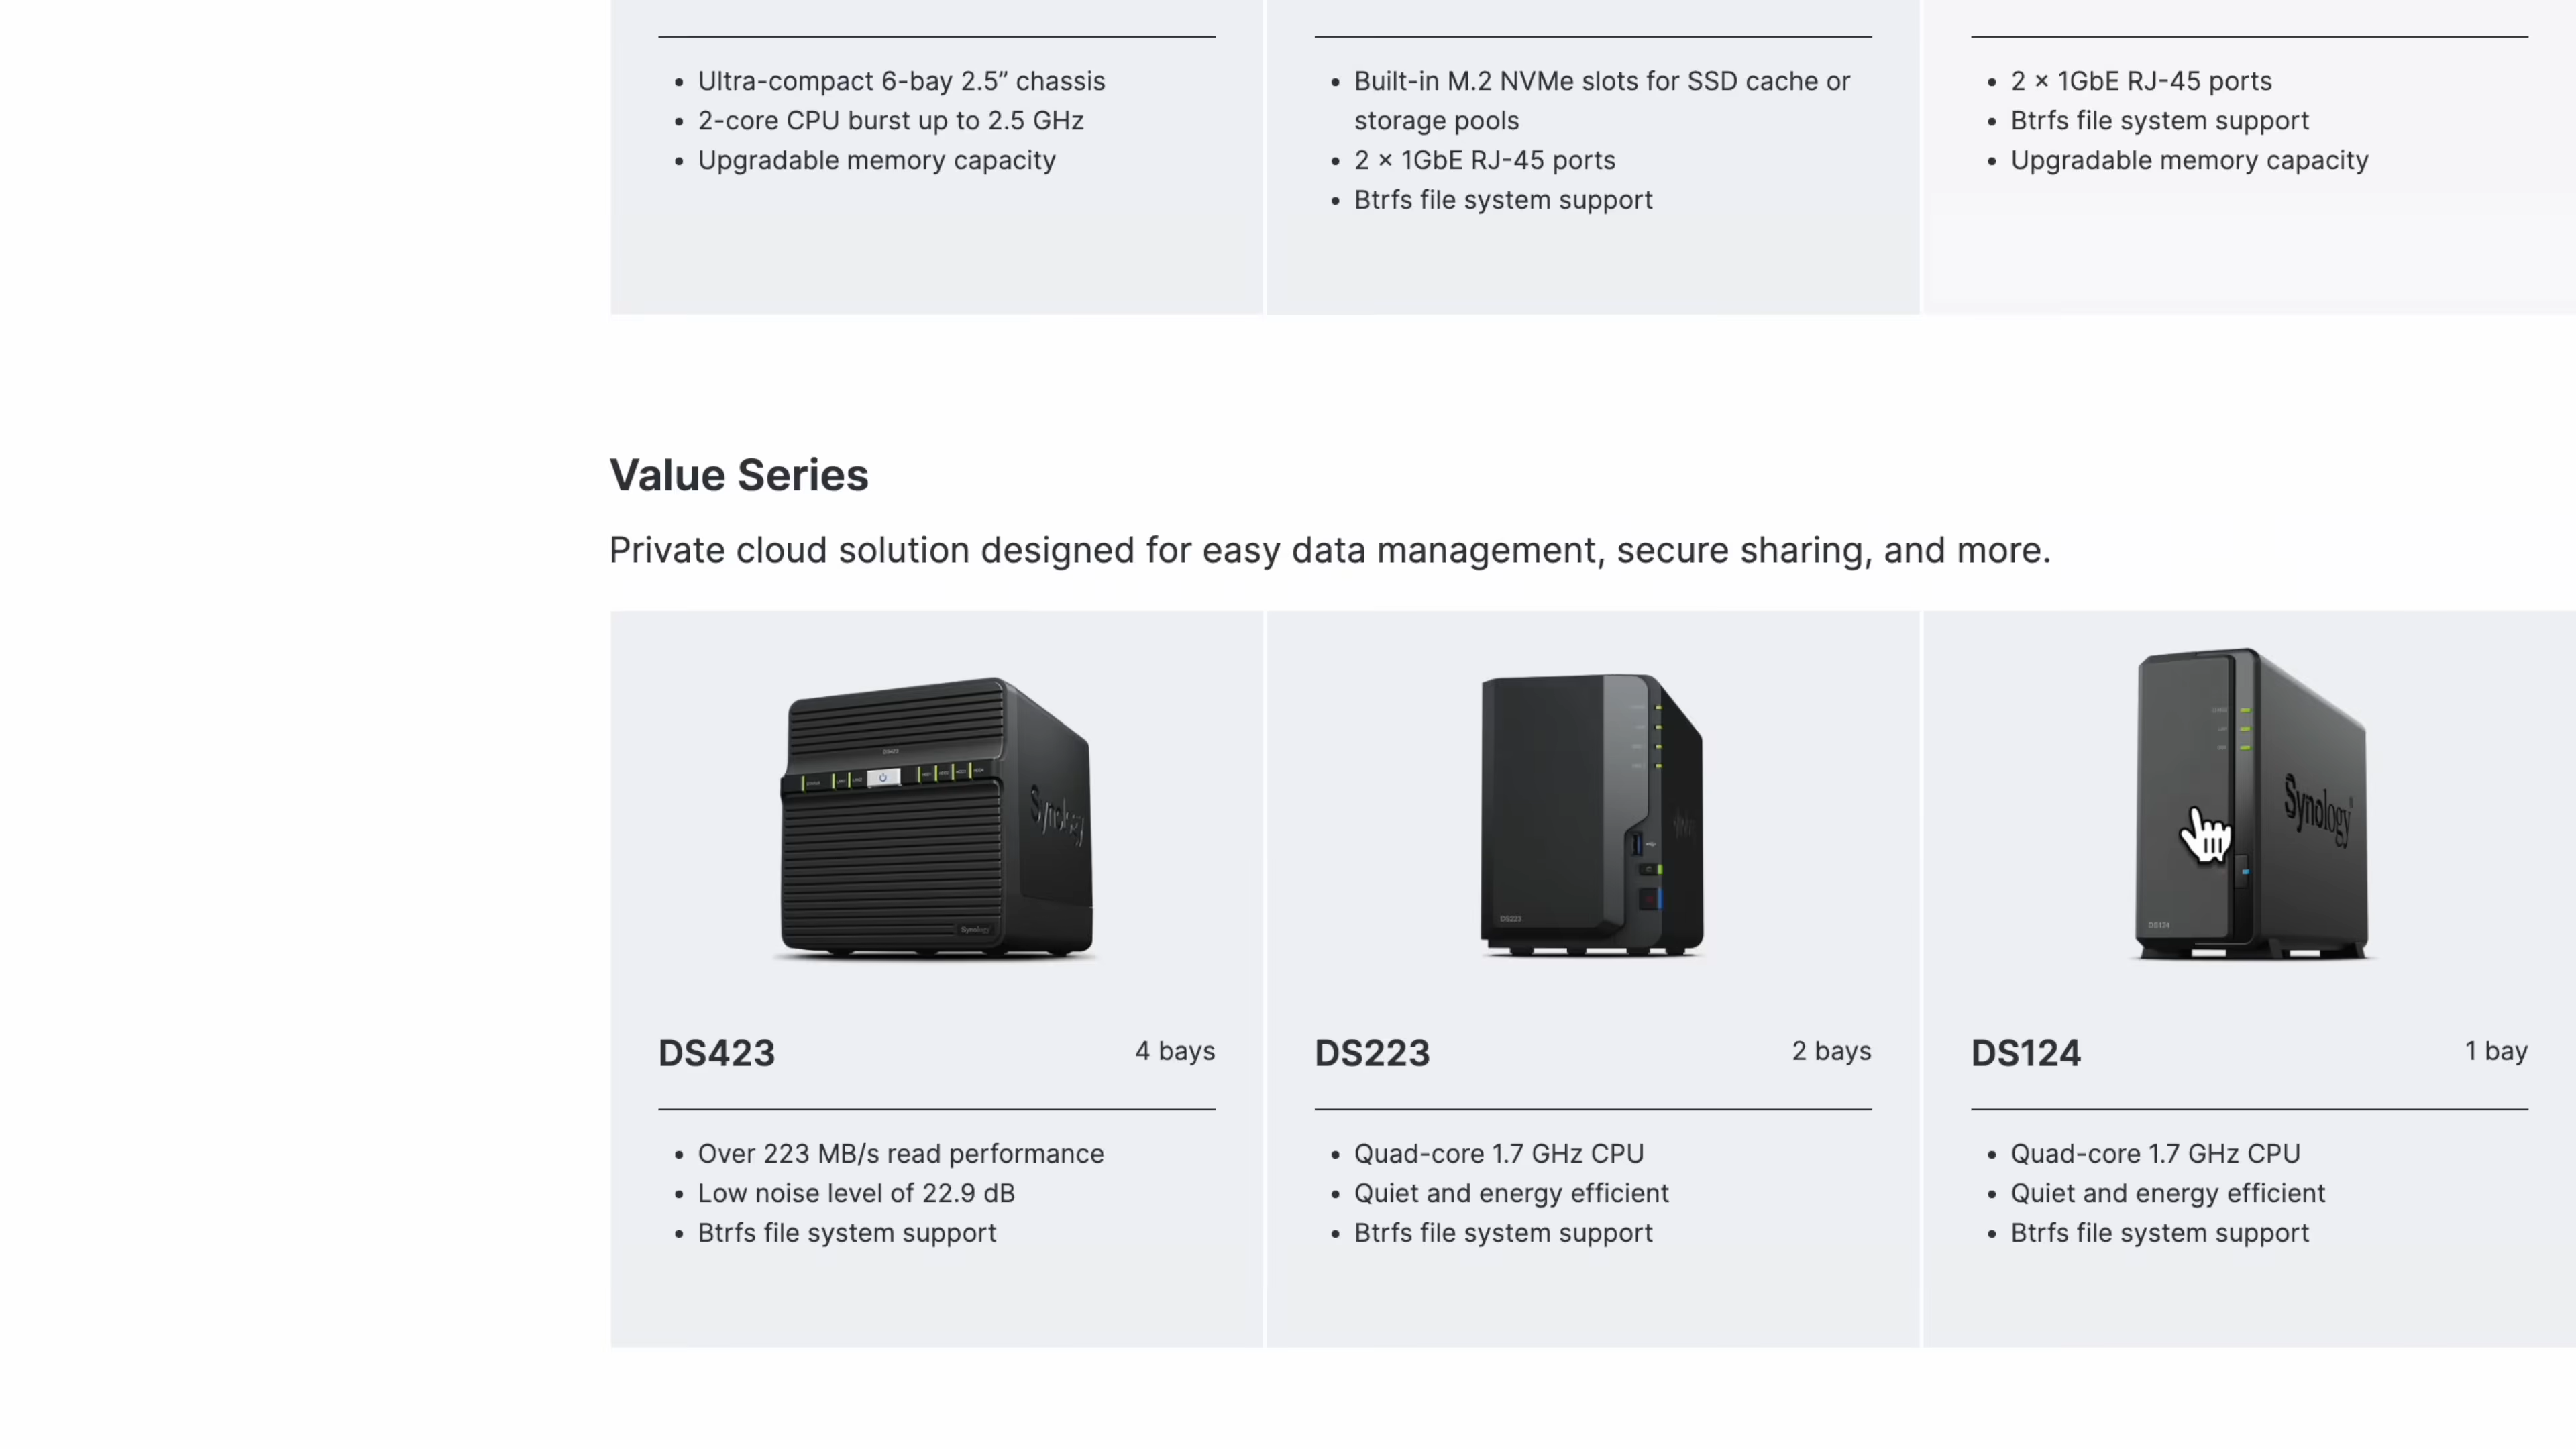 • Ultra-compact 6-bay 2.5” chassis
• 2-core CPU burst up to 2.5 GHz
• Upgradable memory capacity
• Built-in M.2 NVMe slots for SSD cache or
storage pools
• 2 × 1GbE RJ-45 ports
• Btrfs file system support
• 2 × 1GbE RJ-45 ports
• Btrfs file system support
• Upgradable memory capacity
Value Series
Private cloud solution designed for easy data management, secure sharing, and more.
DS423
Synology
Synology
DS223
Synology
DS124
DS423 4 bays
• Over 223 MB/s read performance
• Low noise level of 22.9 dB
• Btrfs file system support
DS223 2 bays
• Quad-core 1.7 GHz CPU
• Quiet and energy efficient
• Btrfs file system support
DS124 1 bay
• Quad-core 1.7 GHz CPU
• Quiet and energy efficient
• Btrfs file system support